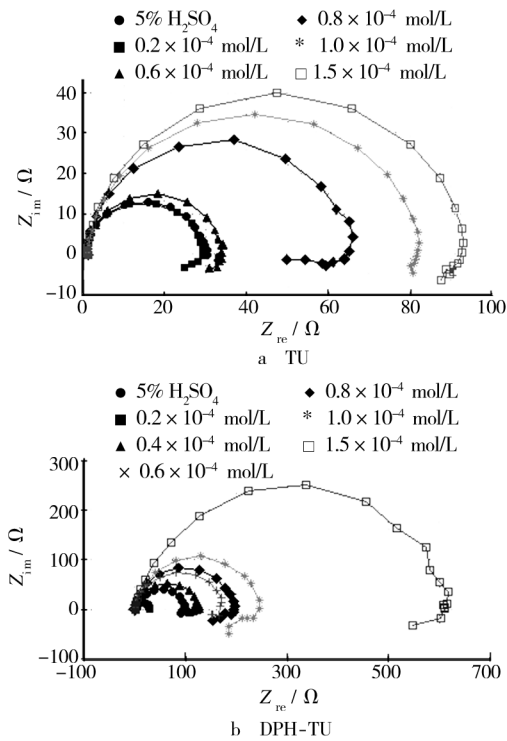 5% H₂SO₄
0.2×10⁻⁴ mol/L
0.6×10⁻⁴ mol/L
0.8×10⁻⁴ mol/L
1.0×10⁻⁴ mol/L
1.5×10⁻⁴ mol/L
40
30
20
10
0
-10
Z_im / Ω
0 20 40 60 80 100
Z_re / Ω
a TU
5% H₂SO₄
0.2×10⁻⁴ mol/L
0.4×10⁻⁴ mol/L
× 0.6×10⁻⁴ mol/L
0.8×10⁻⁴ mol/L
1.0×10⁻⁴ mol/L
1.5×10⁻⁴ mol/L
300
200
100
0
-100
Z_im / Ω
-100 100 300 500 700
Z_re / Ω
b DPH-TU